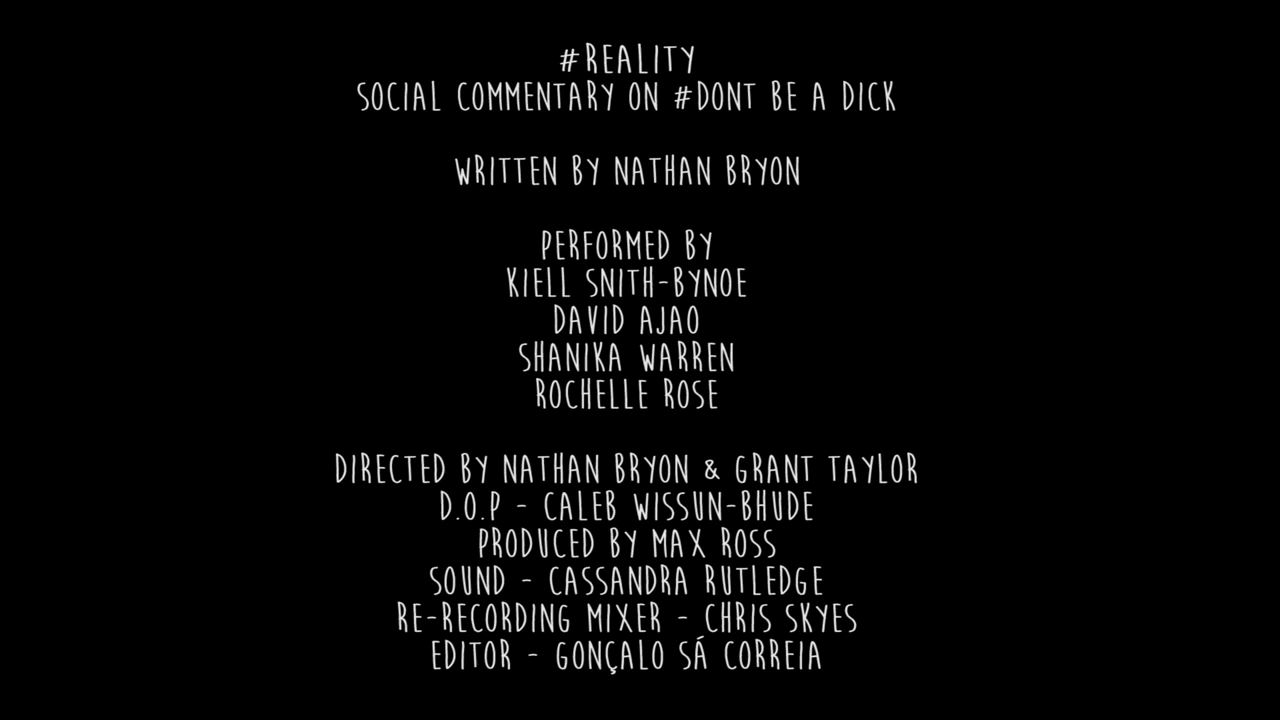 #REALITY
SOCIAL COMMENTARY ON #DONT BE A DICK
WRITTEN BY NATHAN BRYON
PERFORMED BY
KIELL SNITH-BYNOE
DAVID AJAO
SHANIKA WARREN
ROCHELLE ROSE
DIRECTED BY NATHAN BRYON & GRANT TAYLOR
D.O.P - CALEB WISSUN-BHUDE
PRODUCED BY MAX ROSS
SOUND - CASSANDRA RUTLEDGE
RE-RECORDING MIXER - CHRIS SKYES
EDITOR - GONÇALO SÁ CORREIA